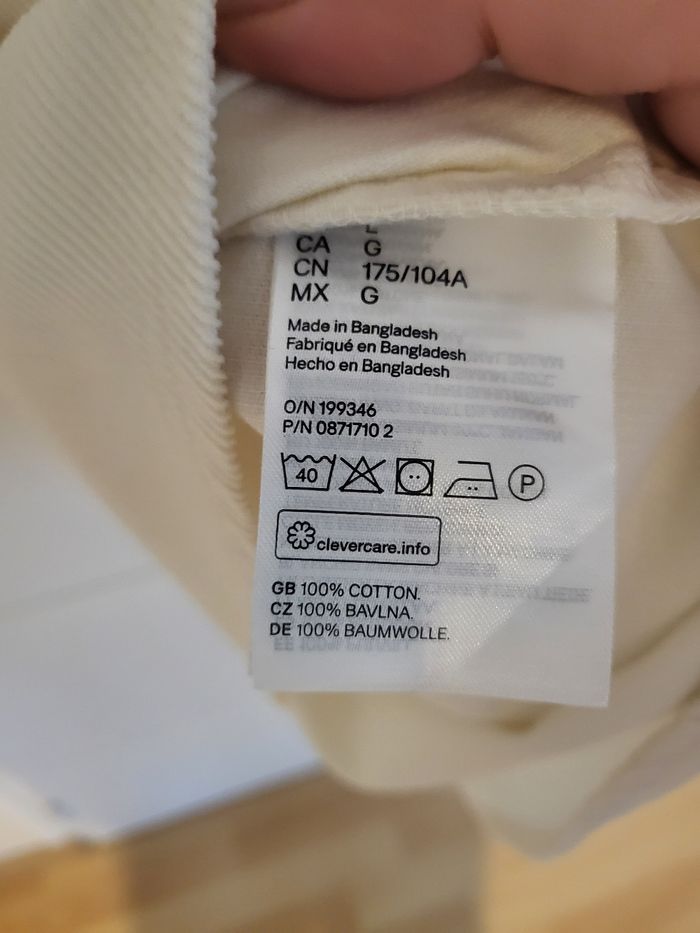 CA G
CN 175/104A
MX G
Made in Bangladesh
Fabriqué en Bangladesh
Hecho en Bangladesh
O/N 199346
P/N 0871710 2
40
P
clevercare.info
GB 100% COTTON.
CZ 100% BAVLNA.
DE 100% BAUMWOLLE.